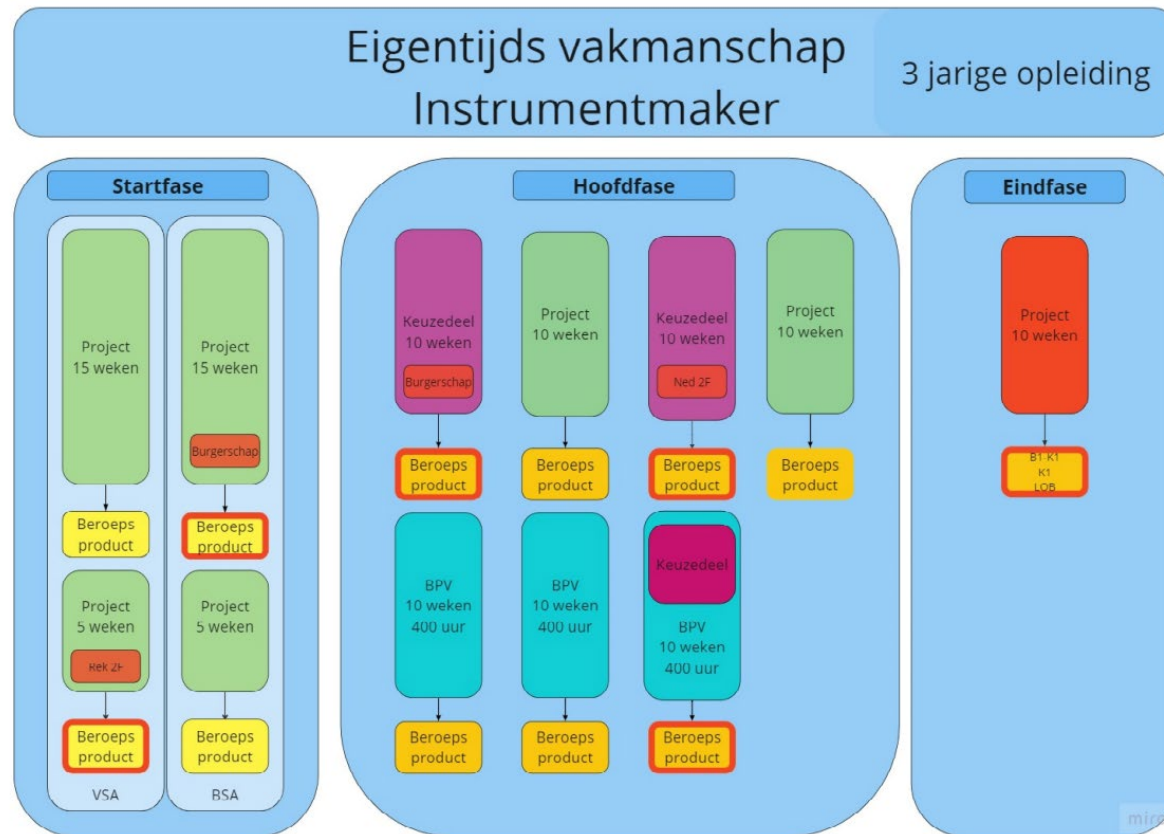 Eigentijds vakmanschap
Instrumentmaker
3 jarige opleiding
Startfase
Project
15 weken
Beroeps
product
Project
5 weken
Rek 2F
Beroeps
product
VSA
Project
15 weken
Burgerschap
Beroeps
product
Project
5 weken
Beroeps
product
BSA
Hoofdfase
Keuzedeel
10 weken
Burgerschap
Beroeps
product
Project
10 weken
Beroeps
product
Keuzedeel
10 weken
Ned 2F
Beroeps
product
Project
10 weken
Beroeps
product
BPV
10 weken
400 uur
Beroeps
product
BPV
10 weken
400 uur
Beroeps
product
Keuzedeel
BPV
10 weken
400 uur
Beroeps
product
Eindfase
Project
10 weken
B1-K1
K1
LOB
miro